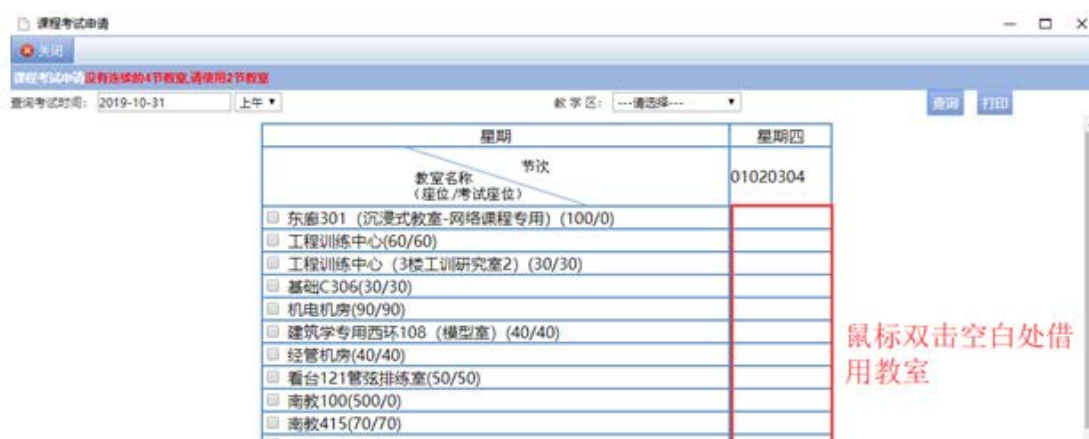 课程考试申请
关闭
课程考试申请没有连续的4节教室,请使用2节教室
查询考试时间: 2019-10-31 上午 教 学 区: ---请选择--- 查询 打印
星期 星期四
节次
教室名称
(座位/考试座位)
01020304
东廊301（沉浸式教室-网络课程专用）(100/0)
工程训练中心(60/60)
工程训练中心（3楼工训研究室2）(30/30)
基础C306(30/30)
机电机房(90/90)
建筑学专用西环108（模型室）(40/40)
经管机房(40/40)
看台121管弦排练室(50/50)
南教100(500/0)
南教415(70/70)
鼠标双击空白处借
用教室